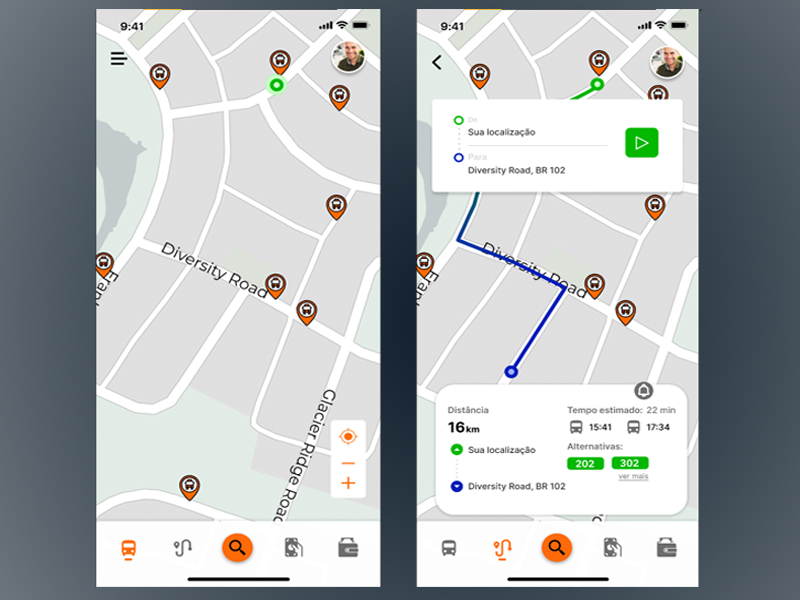 9:41
Diversity Road
Glacier Ridge Road
9:41
De
Sua localização
Para
Diversity Road, BR 102
Diversity Road
Distância
16km
Tempo estimado: 22 min
15:41
17:34
Sua localização
Alternativas:
202
302
ver mais
Diversity Road, BR 102